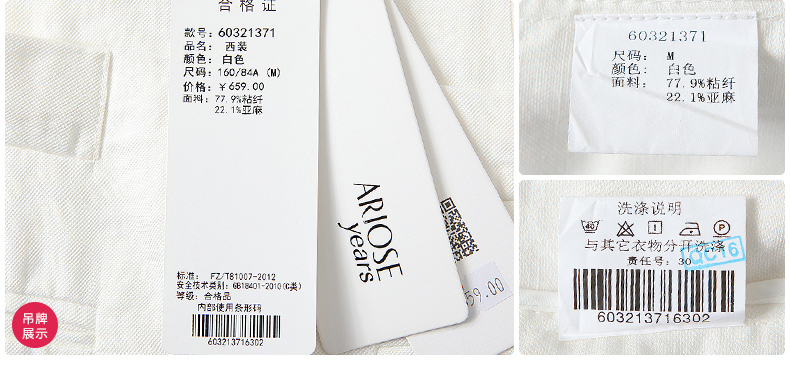 合格证
款号：60321371
品名： 西装
颜色： 白色
尺码：160/84A (M)
价格：￥659.00
面料：77.9%粘纤
22.1%亚麻
标准： FZ/T81007-2012
安全技术类别：GB18401-2010(C类)
等级：合格品
内部使用条形码
603213716302
ARIOSE
years
59.00
吊牌
展示
60321371
尺码： M
颜色： 白色
面料： 77.9%粘纤
22.1%亚麻
洗涤说明
40
P
与其它衣物分开洗涤
QC16
责任号：30
603213716302